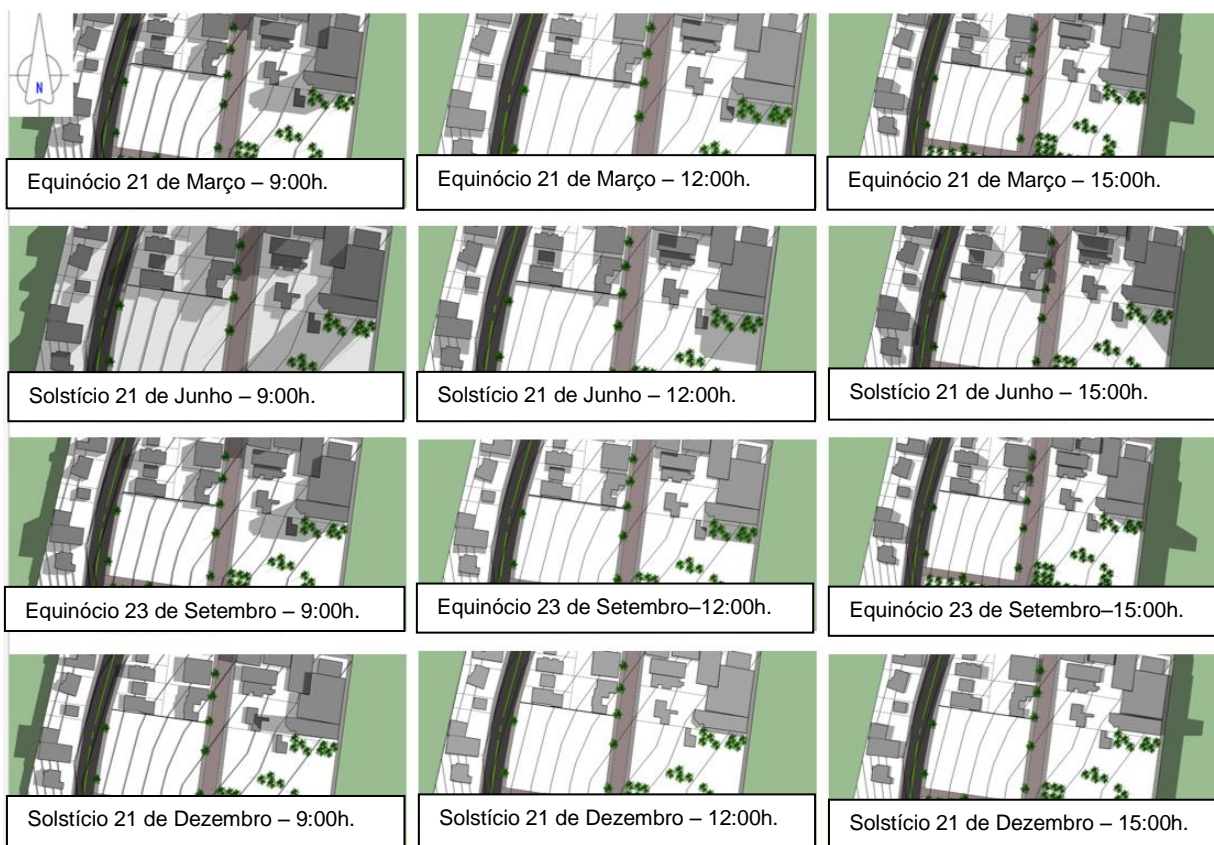 N
Equinócio 21 de Março – 9:00h.
Equinócio 21 de Março – 12:00h.
Equinócio 21 de Março – 15:00h.
Solstício 21 de Junho – 9:00h.
Solstício 21 de Junho – 12:00h.
Solstício 21 de Junho – 15:00h.
Equinócio 23 de Setembro – 9:00h.
Equinócio 23 de Setembro–12:00h.
Equinócio 23 de Setembro–15:00h.
Solstício 21 de Dezembro – 9:00h.
Solstício 21 de Dezembro – 12:00h.
Solstício 21 de Dezembro – 15:00h.